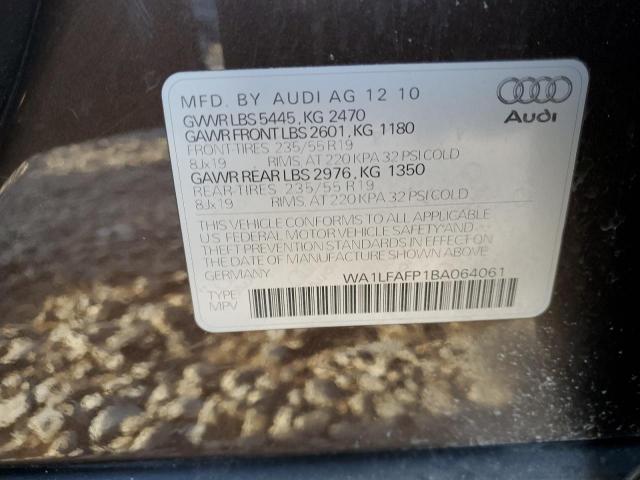 MFD. BY AUDI AG 12 10
GVWR LBS 5445, KG 2470
GAWR FRONT LBS 2601, KG 1180
FRONT-TIRES 235/55 R19
8Jx19 RIMS, AT 220 KPA 32 PSI COLD
GAWR REAR LBS 2976, KG 1350
REAR-TIRES 235/55 R19
8Jx19 RIMS, AT 220 KPA 32 PSI COLD
THIS VEHICLE CONFORMS TO ALL APPLICABLE
U.S. FEDERAL MOTOR VEHICLE SAFETY AND
THEFT PREVENTION STANDARDS IN EFFECT ON
THE DATE OF MANUFACTURE SHOWN ABOVE.
GERMANY WA1LFAFP1BA064061
TYPE:
MPV
Audi